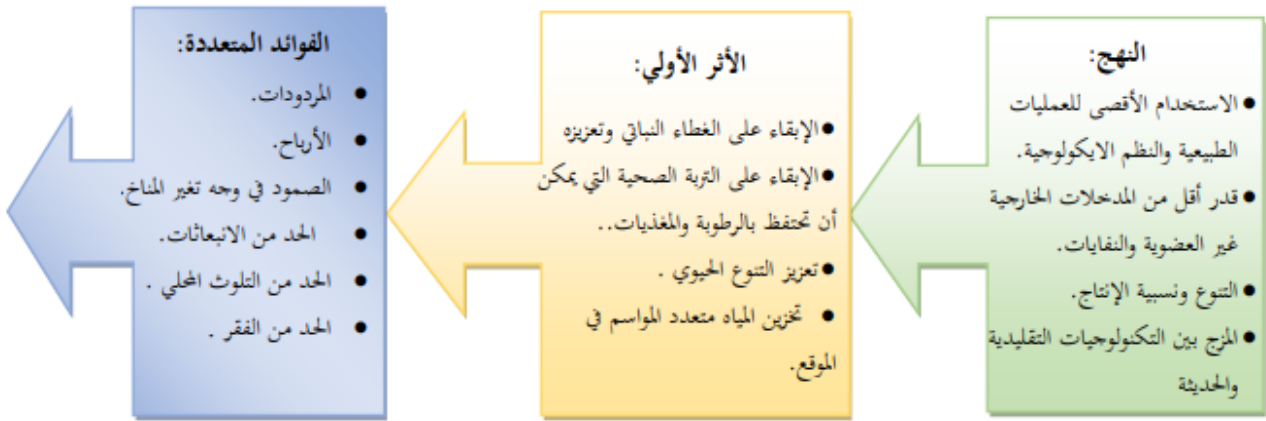 النهج:
● الاستخدام الأقصى للعمليات
الطبيعية والنظم الايكولوجية.
● قدر أقل من المدخلات الخارجية
غير العضوية والنفايات.
● التنوع ونسبية الإنتاج.
● المزج بين التكنولوجيات التقليدية
والحديثة
الأثر الأولي:
● الإبقاء على الغطاء النباتي وتعزيزه
● الإبقاء على التربة الصحية التي يمكن
أن تحتفظ بالرطوبة والمغذيات..
● تعزيز التنوع الحيوي .
● تخزين المياه متعدد المواسم في
الموقع.
الفوائد المتعددة:
● المردودات.
● الأرباح.
● الصمود في وجه تغير المناخ.
● الحد من الانبعاثات.
● الحد من التلوث المحلي .
● الحد من الفقر .